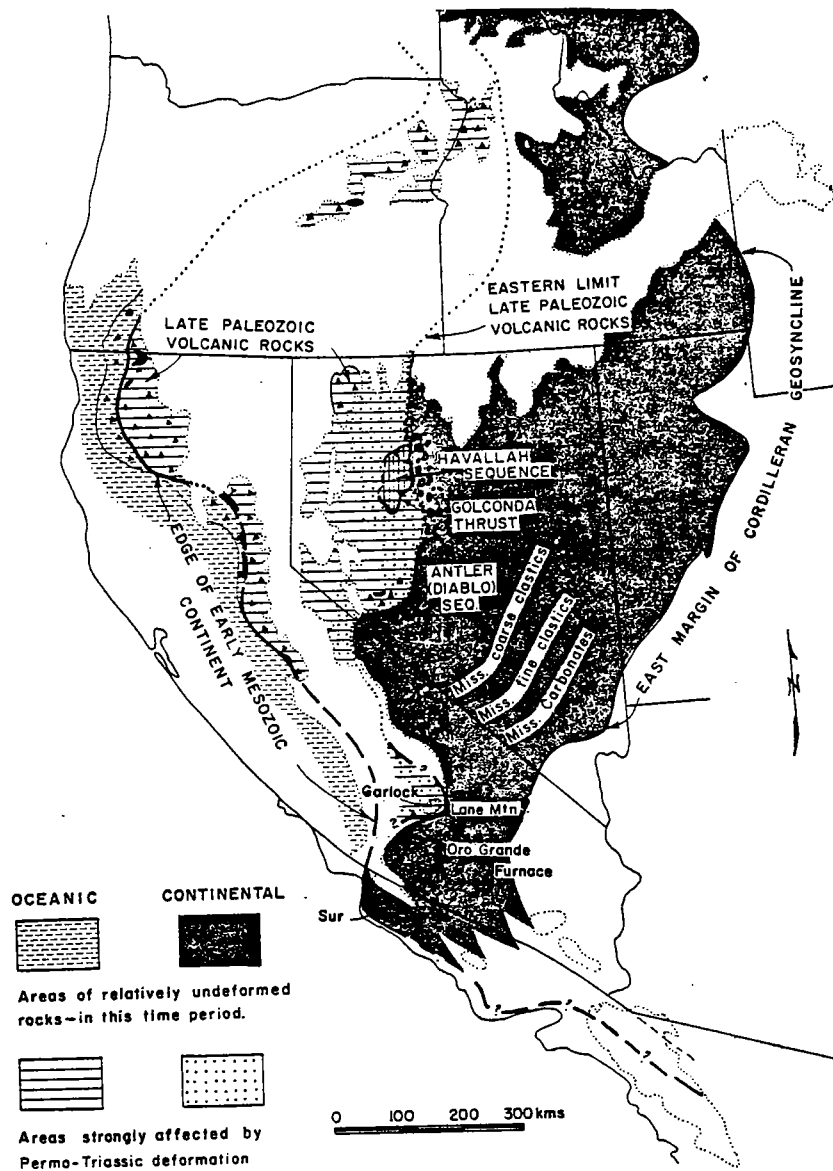 LATE PALEOZOIC
VOLCANIC ROCKS
EASTERN LIMIT
LATE PALEOZOIC
VOLCANIC ROCKS
HAVALLAH
SEQUENCE
GOLCONDA
THRUST
ANTLER
(DIABLO)
SEQ.
Miss. coarse clastics
Miss. fine clastics
Miss. Carbonates
EAST MARGIN OF CORDILLERAN
GEOSYNCLINE
EDGE OF EARLY MESOZOIC
CONTINENT
N
Garlock
Lane Mtn
Oro Grande
Furnace
Sur
?
?
?
?
?
OCEANIC CONTINENTAL
Areas of relatively undeformed
rocks—in this time period.
Areas strongly affected by
Permo-Triassic deformation
0 100 200 300 kms